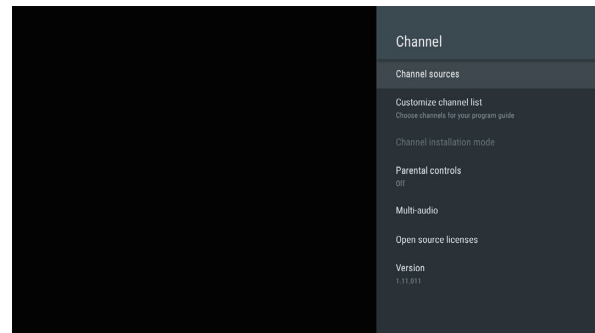 Channel
Channel sources
Customize channel list
Choose channels for your program guide
Channel installation mode
Parental controls
Off
Multi-audio
Open source licenses
Version
1.11.011